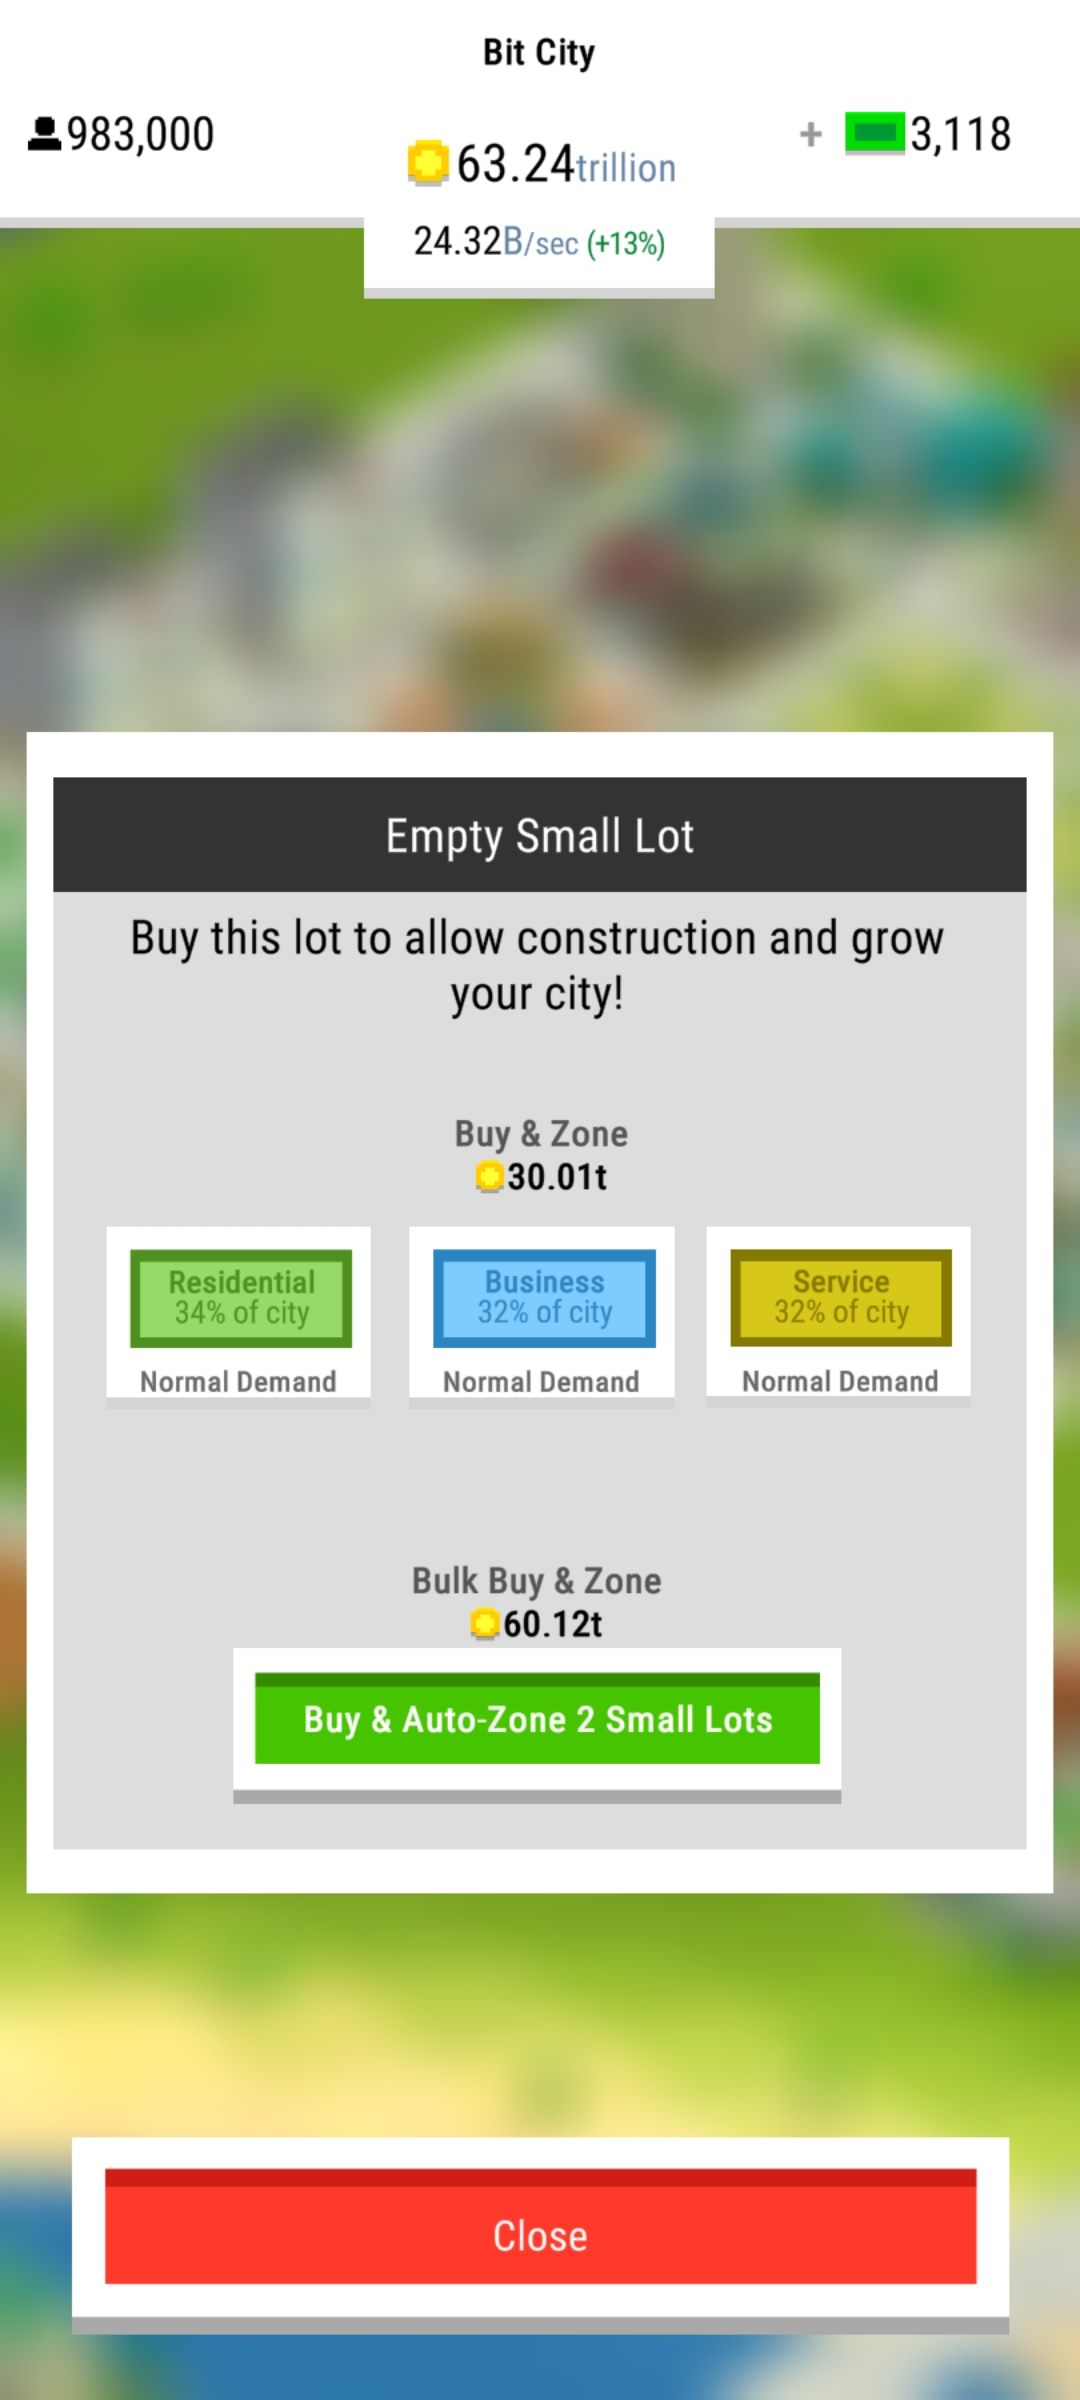 Bit City
983,000
63.24trillion
+ 3,118
24.32B/sec (+13%)
Empty Small Lot
Buy this lot to allow construction and grow
your city!
Buy & Zone
30.01t
Residential
34% of city
Normal Demand
Business
32% of city
Normal Demand
Service
32% of city
Normal Demand
Bulk Buy & Zone
60.12t
Buy & Auto-Zone 2 Small Lots
Close